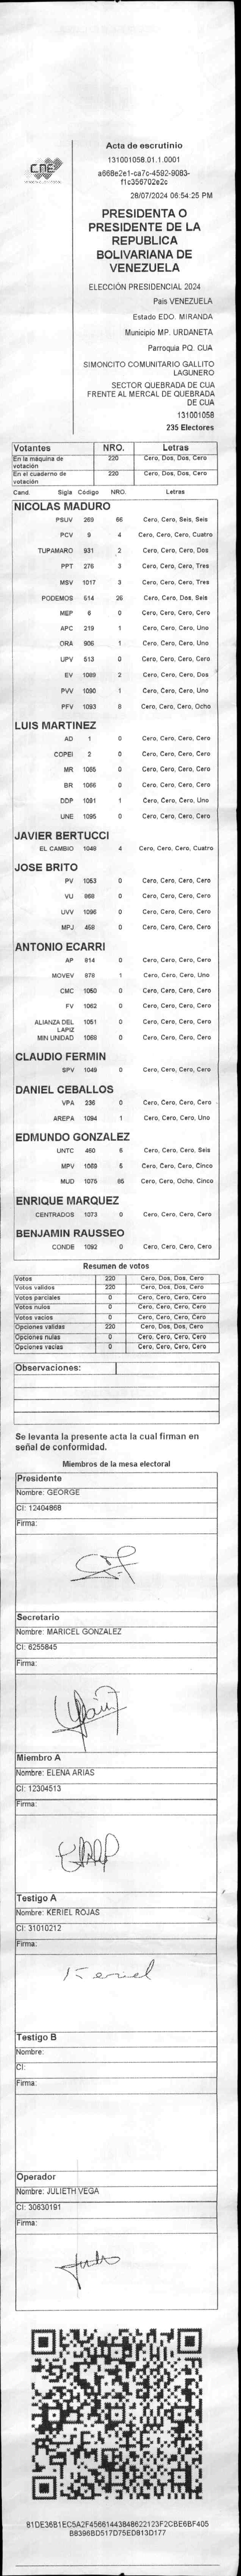 Acta de escrutinio
131001058.01.1.0001
a668e2e1-ca7c-4592-9083-
f1c356702e2c
28/07/2024 06:54:25 PM
CNE
PRESIDENTA O
PRESIDENTE DE LA
REPUBLICA
BOLIVARIANA DE
VENEZUELA
ELECCIÓN PRESIDENCIAL 2024
Pais VENEZUELA
Estado EDO. MIRANDA
Municipio MP. URDANETA
Parroquia PQ. CUA
SIMONCITO COMUNITARIO GALLITO
LAGUNERO
SECTOR QUEBRADA DE CUA
FRENTE AL MERCAL DE QUEBRADA
DE CUA
131001058
235 Electores
Votantes NRO. Letras
En la maquina de votación 220 Cero, Dos, Dos, Cero
En el cuaderno de votación 220 Cero, Dos, Dos, Cero
Cand. Sigla Código NRO. Letras
NICOLAS MADURO
PSUV 269 66 Cero, Cero, Seis, Seis
PCV 9 4 Cero, Cero, Cero, Cuatro
TUPAMARO 931 2 Cero, Cero, Cero, Dos
PPT 276 3 Cero, Cero, Cero, Tres
MSV 1017 3 Cero, Cero, Cero, Tres
PODEMOS 514 26 Cero, Cero, Dos, Seis
MEP 8 0 Cero, Cero, Cero, Cero
APC 219 1 Cero, Cero, Cero, Uno
ORA 906 1 Cero, Cero, Cero, Uno
UPV 513 0 Cero, Cero, Cero, Cero
EV 1089 2 Cero, Cero, Cero, Dos
PVV 1090 1 Cero, Cero, Cero, Uno
PFV 1093 8 Cero, Cero, Cero, Ocho
LUIS MARTINEZ
AD 1 0 Cero, Cero, Cero, Cero
COPEI 2 0 Cero, Cero, Cero, Cero
MR 1065 0 Cero, Cero, Cero, Cero
BR 1066 0 Cero, Cero, Cero, Cero
DDP 1091 1 Cero, Cero, Cero, Uno
UNE 1095 0 Cero, Cero, Cero, Cero
JAVIER BERTUCCI
EL CAMBIO 1048 4 Cero, Cero, Cero, Cuatro
JOSE BRITO
PV 1053 0 Cero, Cero, Cero, Cero
VU 868 0 Cero, Cero, Cero, Cero
UVV 1096 0 Cero, Cero, Cero, Cero
MPJ 458 0 Cero, Cero, Cero, Cero
ANTONIO ECARRI
AP 814 0 Cero, Cero, Cero, Cero
MOVEV 878 1 Cero, Cero, Cero, Uno
CMC 1050 0 Cero, Cero, Cero, Cero
FV 1062 0 Cero, Cero, Cero, Cero
ALIANZA DEL LAPIZ 1051 0 Cero, Cero, Cero, Cero
MIN UNIDAD 1068 0 Cero, Cero, Cero, Cero
CLAUDIO FERMIN
SPV 1049 0 Cero, Cero, Cero, Cero
DANIEL CEBALLOS
VPA 236 0 Cero, Cero, Cero, Cero
AREPA 1094 1 Cero, Cero, Cero, Uno
EDMUNDO GONZALEZ
UNTC 460 6 Cero, Cero, Cero, Seis
MPV 1069 5 Cero, Cero, Cero, Cinco
MUD 1075 85 Cero, Cero, Ocho, Cinco
ENRIQUE MARQUEZ
CENTRADOS 1073 0 Cero, Cero, Cero, Cero
BENJAMIN RAUSSEO
CONDE 1092 0 Cero, Cero, Cero, Cero
Resumen de votos
Votos 220 Cero, Dos, Dos, Cero
Votos validos 220 Cero, Dos, Dos, Cero
Votos parciales 0 Cero, Cero, Cero, Cero
Votos nulos 0 Cero, Cero, Cero, Cero
Votos vacios 0 Cero, Cero, Cero, Cero
Opciones validas 220 Cero, Dos, Dos, Cero
Opciones nulas 0 Cero, Cero, Cero, Cero
Opciones vacias 0 Cero, Cero, Cero, Cero
Observaciones:
Se levanta la presente acta la cual firman en
señal de conformidad.
Miembros de la mesa electoral
Presidente
Nombre: GEORGE
CI: 12404868
Firma:
Secretario
Nombre: MARICEL GONZALEZ
CI: 6255845
Firma:
Miembro A
Nombre: ELENA ARIAS
CI: 12304513
Firma:
Testigo A
Nombre: KERIEL ROJAS
CI: 31010212
Firma:
Keriel
Testigo B
Nombre:
CI:
Firma:
Operador
Nombre: JULIETH VEGA
CI: 30630191
Firma:
81DE36B1EC5A2F45661443848622123F2CBE6BF405
B8396BD517D75ED813D177